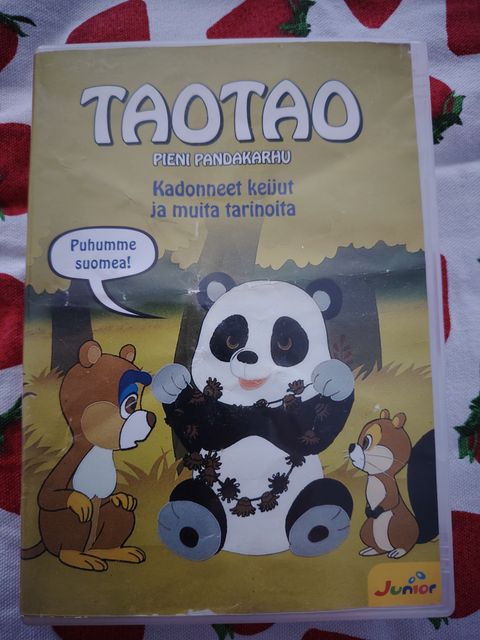 TAOTAO
PIENI PANDAKARHU
Kadonneet keijut
ja muita tarinoita
Puhumme
suomea!
Junior